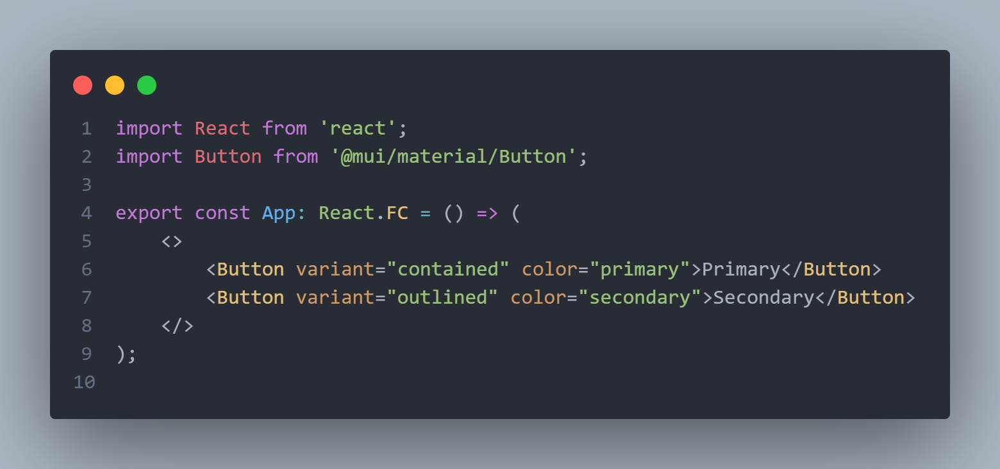 1 import React from 'react';
2 import Button from '@mui/material/Button';
3
4 export const App: React.FC = () => (
5     <>
6         <Button variant="contained" color="primary">Primary</Button>
7         <Button variant="outlined" color="secondary">Secondary</Button>
8     </>
9 );
10